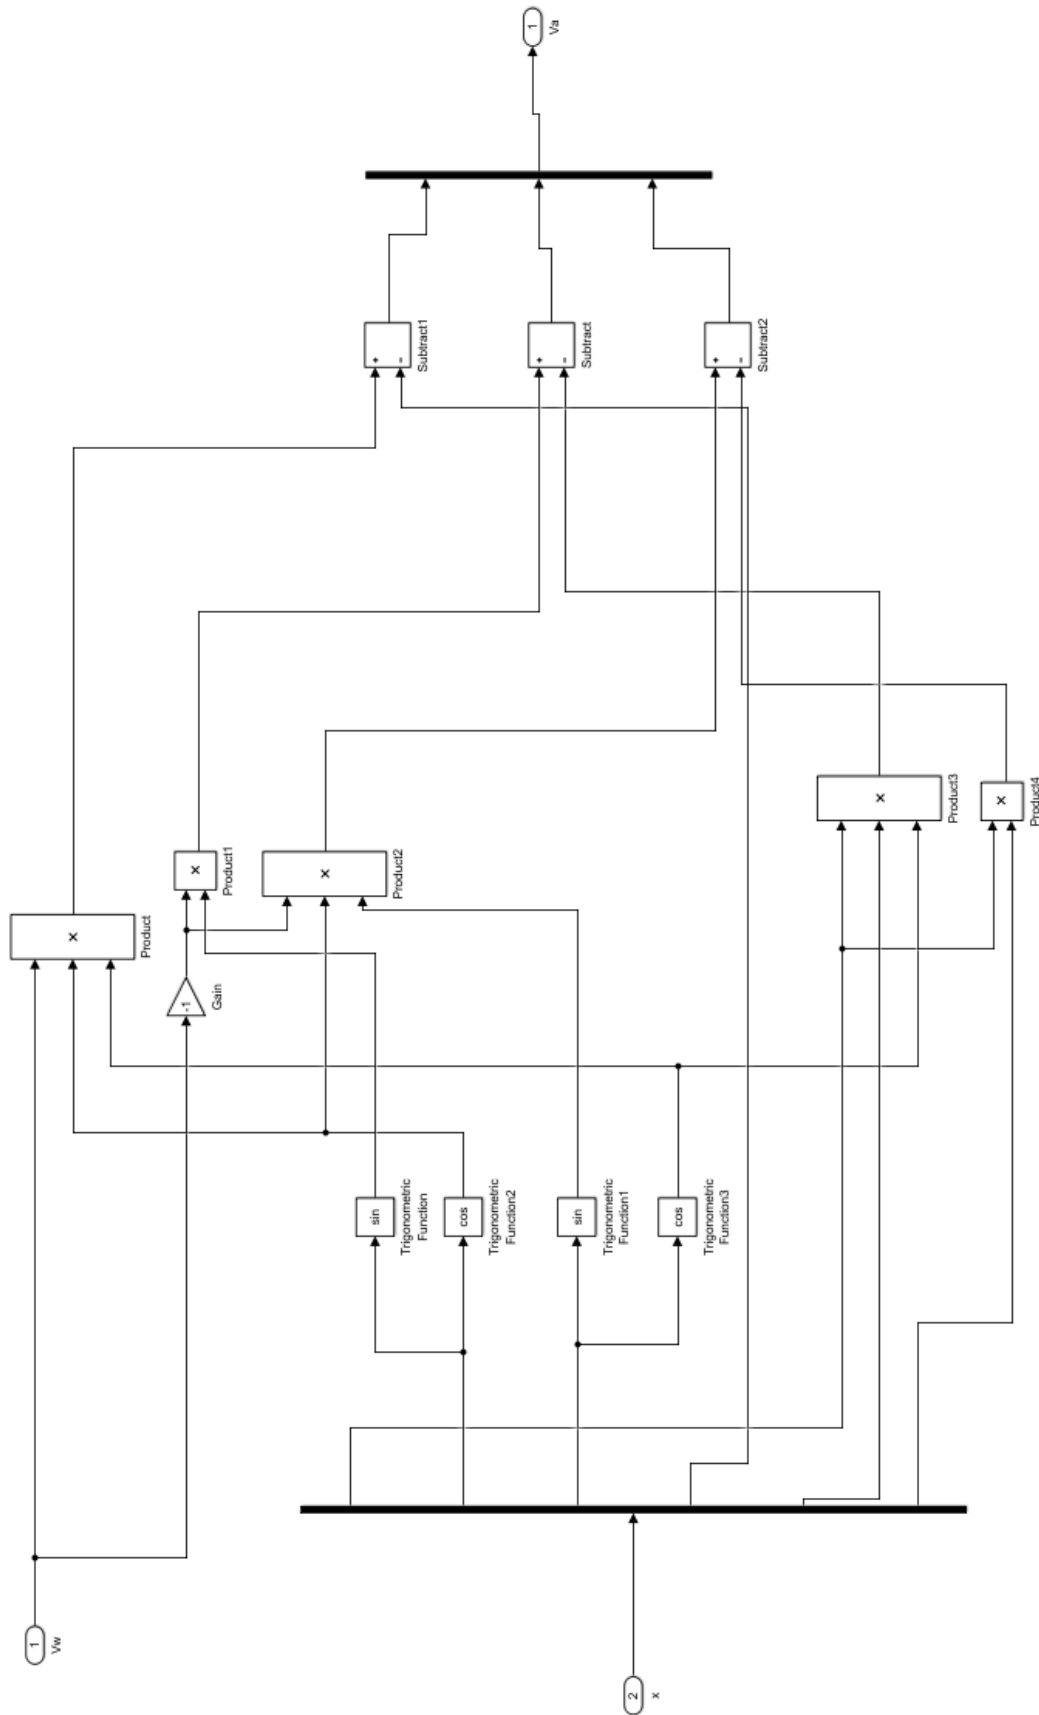 1
Vw
2
x
sin
Trigonometric
Function
cos
Trigonometric
Function2
sin
Trigonometric
Function1
cos
Trigonometric
Function3
-1
Gain
×
Product
×
Product1
×
Product2
×
Product3
×
Product4
+
-
Subtract1
+
-
Subtract
+
-
Subtract2
1
Va